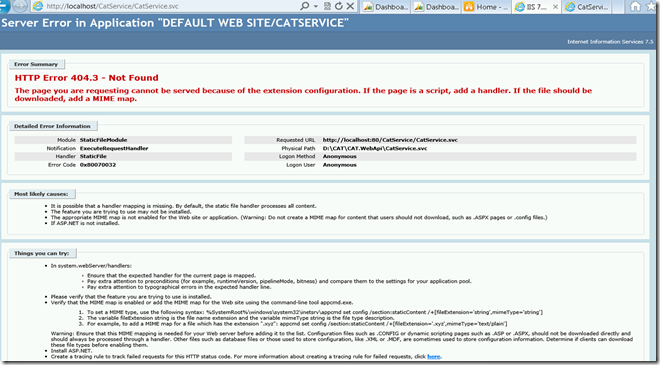 http://localhost/CatService/CatService.svc
Dashboa...
Dashboa...
Home - ...
IIS 7...
CatServi...
Server Error in Application "DEFAULT WEB SITE/CATSERVICE"
Internet Information Services 7.5
Error Summary
HTTP Error 404.3 - Not Found
The page you are requesting cannot be served because of the extension configuration. If the page is a script, add a handler. If the file should be
downloaded, add a MIME map.
Detailed Error Information
Module StaticFileModule
Notification ExecuteRequestHandler
Handler StaticFile
Error Code 0x80070032
Requested URL http://localhost:80/CatService/CatService.svc
Physical Path D:\CAT\CAT.WebApi\CatService.svc
Logon Method Anonymous
Logon User Anonymous
Most likely causes:
• It is possible that a handler mapping is missing. By default, the static file handler processes all content.
• The feature you are trying to use may not be installed.
• The appropriate MIME map is not enabled for the Web site or application. (Warning: Do not create a MIME map for content that users should not download, such as .ASPX pages or .config files.)
• If ASP.NET is not installed.
Things you can try:
• In system.webServer/handlers:
◦ Ensure that the expected handler for the current page is mapped.
◦ Pay extra attention to preconditions (for example, runtimeVersion, pipelineMode, bitness) and compare them to the settings for your application pool.
◦ Pay extra attention to typographical errors in the expected handler line.
• Please verify that the feature you are trying to use is installed.
• Verify that the MIME map is enabled or add the MIME map for the Web site using the command-line tool appcmd.exe.
1. To set a MIME type, use the following syntax: %SystemRoot%\windows\system32\inetsrv\appcmd set config /section:staticContent /+[fileExtension='string',mimeType='string']
2. The variable fileExtension string is the file name extension and the variable mimeType string is the file type description.
3. For example, to add a MIME map for a file which has the extension ".xyz": appcmd set config /section:staticContent /+[fileExtension='.xyz',mimeType='text/plain']
Warning: Ensure that this MIME mapping is needed for your Web server before adding it to the list. Configuration files such as .CONFIG or dynamic scripting pages such as .ASP or .ASPX, should not be downloaded directly and
should always be processed through a handler. Other files such as database files or those used to store configuration, like .XML or .MDF, are sometimes used to store configuration information. Determine if clients can download
these file types before enabling them.
• Install ASP.NET.
• Create a tracing rule to track failed requests for this HTTP status code. For more information about creating a tracing rule for failed requests, click here.